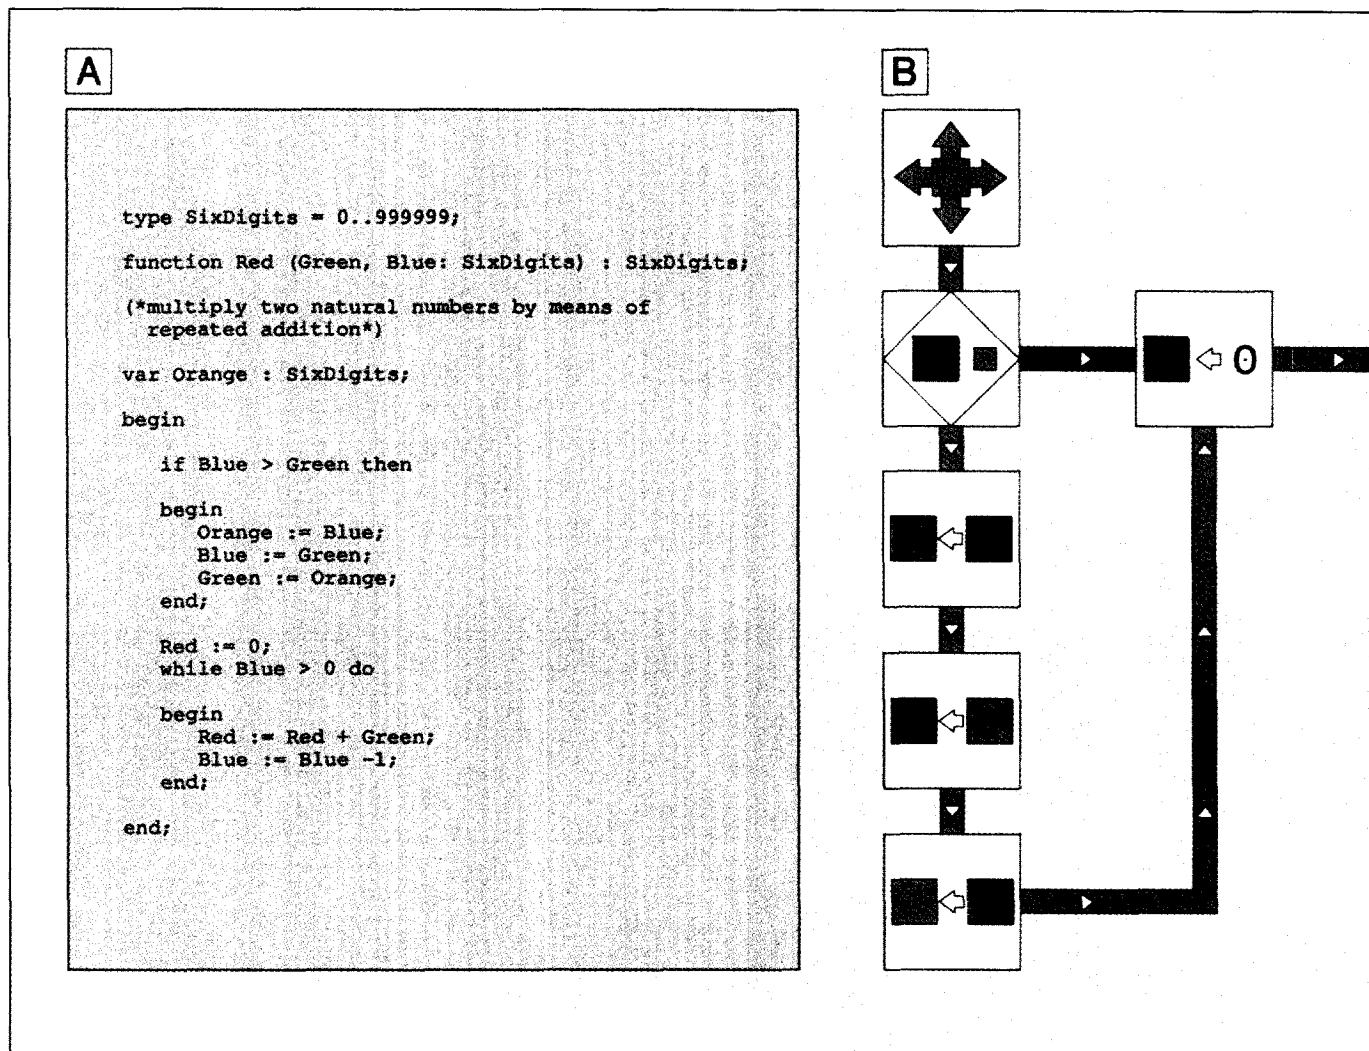 A
B
type SixDigits = 0..999999;
function Red (Green, Blue: SixDigits) : SixDigits;
(*multiply two natural numbers by means of
repeated addition*)
var Orange : SixDigits;
begin
if Blue > Green then
begin
Orange := Blue;
Blue := Green;
Green := Orange;
end;
Red := 0;
while Blue > 0 do
begin
Red := Red + Green;
Blue := Blue -1;
end;
end;
0